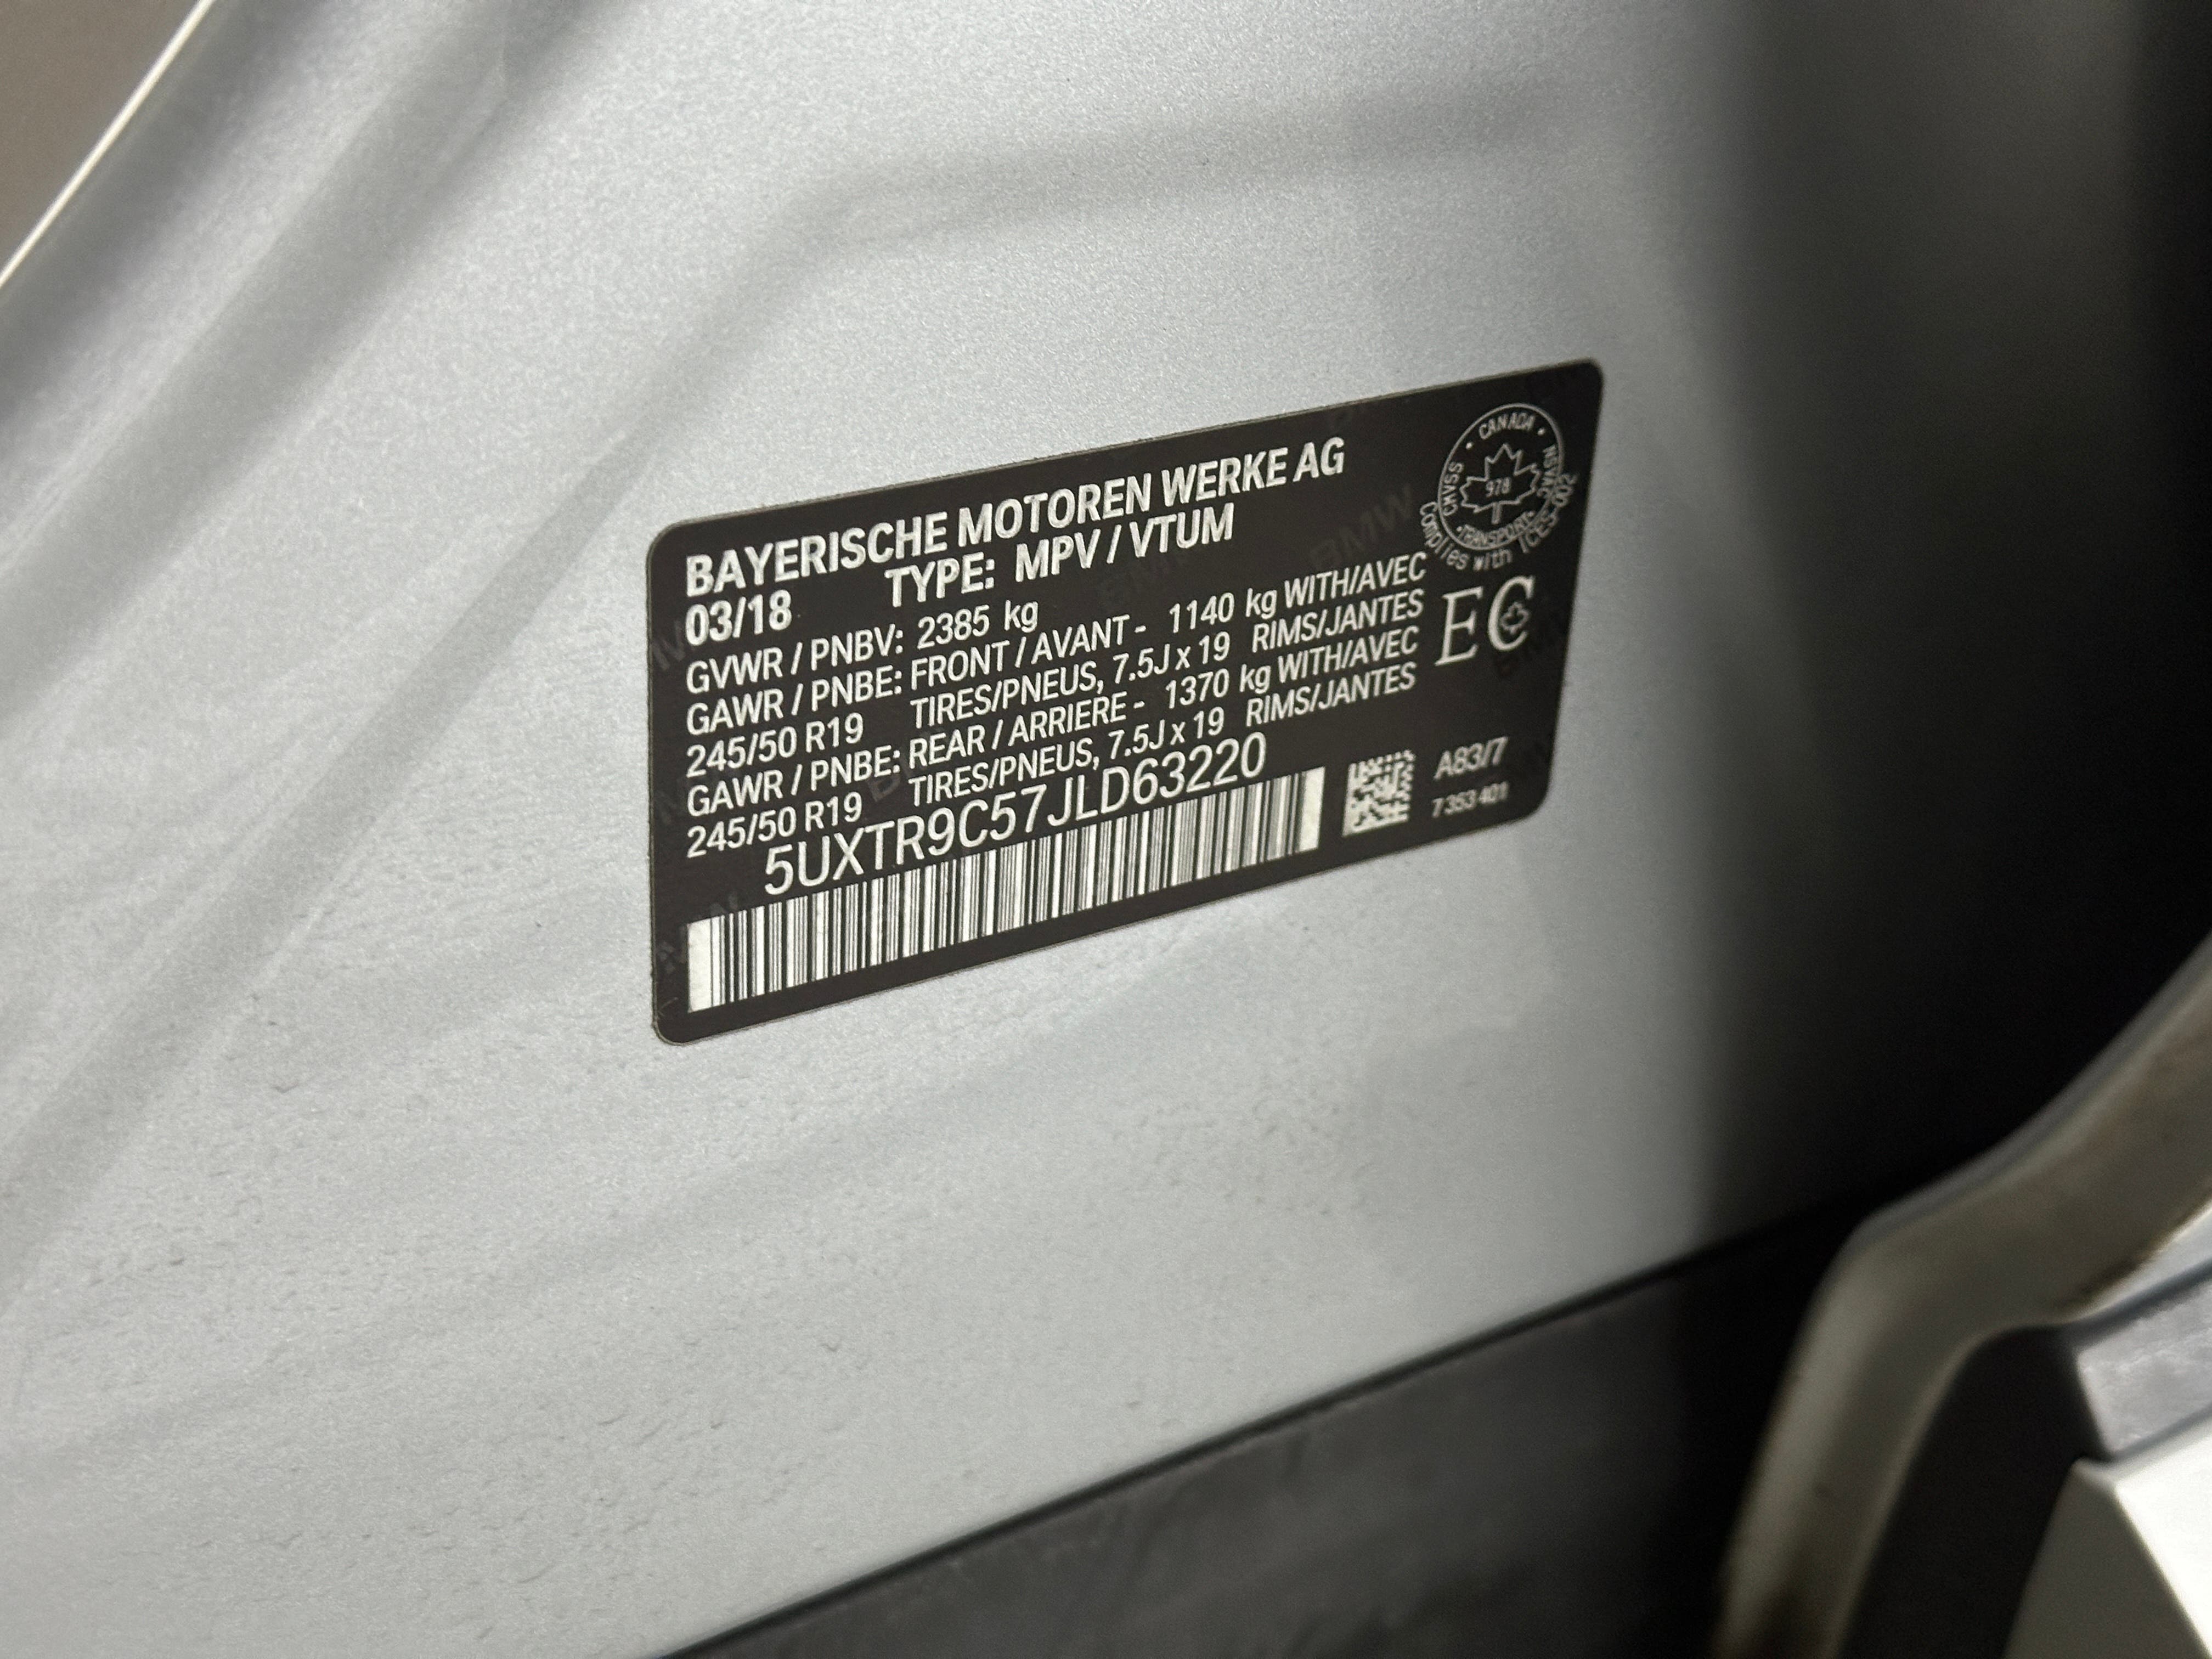 BAYERISCHE MOTOREN WERKE AG
03/18 TYPE: MPV / VTUM
GVWR / PNBV: 2385 kg
GAWR / PNBE: FRONT / AVANT - 1140 kg WITH/AVEC
245/50 R19 TIRES/PNEUS, 7.5J x 19 RIMS/JANTES
GAWR / PNBE: REAR / ARRIERE - 1370 kg WITH/AVEC
245/50 R19 TIRES/PNEUS, 7.5J x 19 RIMS/JANTES
5UXTR9C57JLD63220
CANADA
CMVSS
NSVAC
978
TRANSPORT
Complies with ICES-002
EC
A83/7
7 353 401
BMW